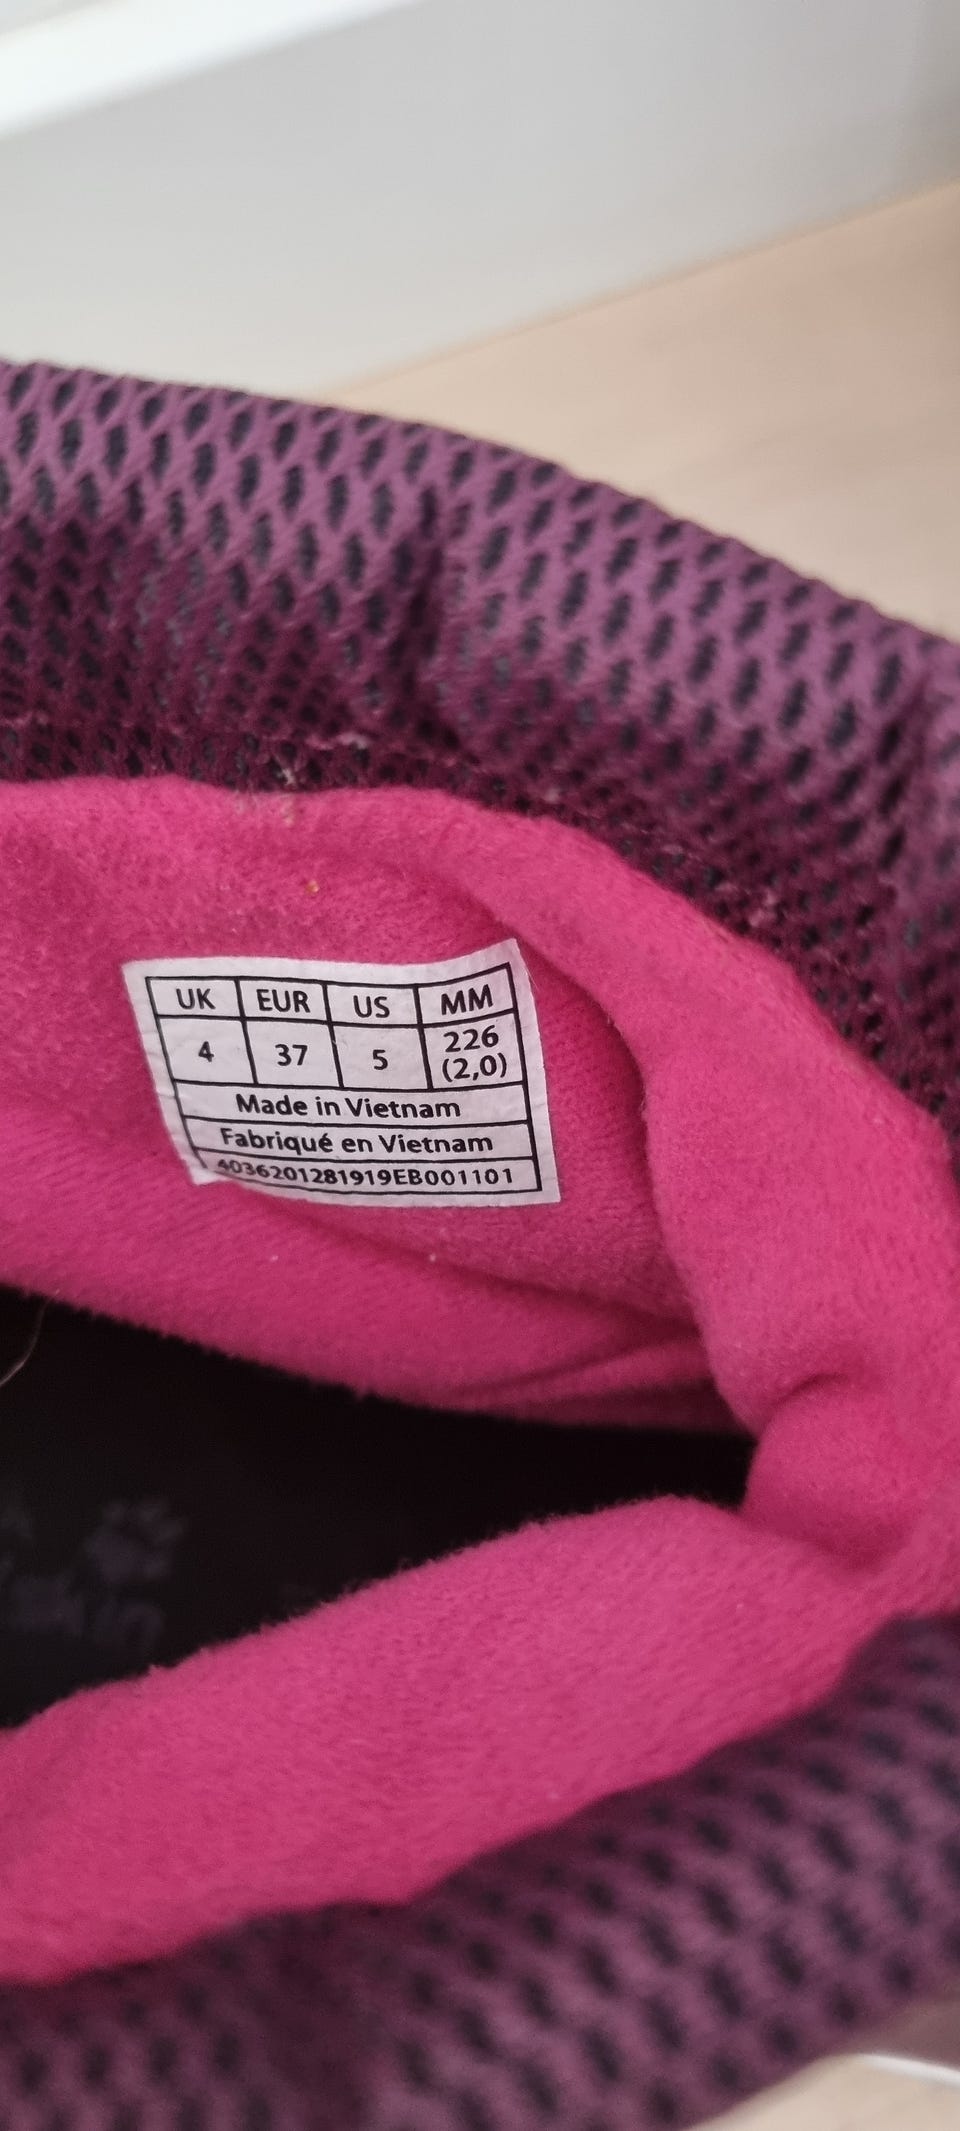 UK EUR US MM
4 37 5 226 (2,0)
Made in Vietnam
Fabriqué en Vietnam
4036201281919EB001101